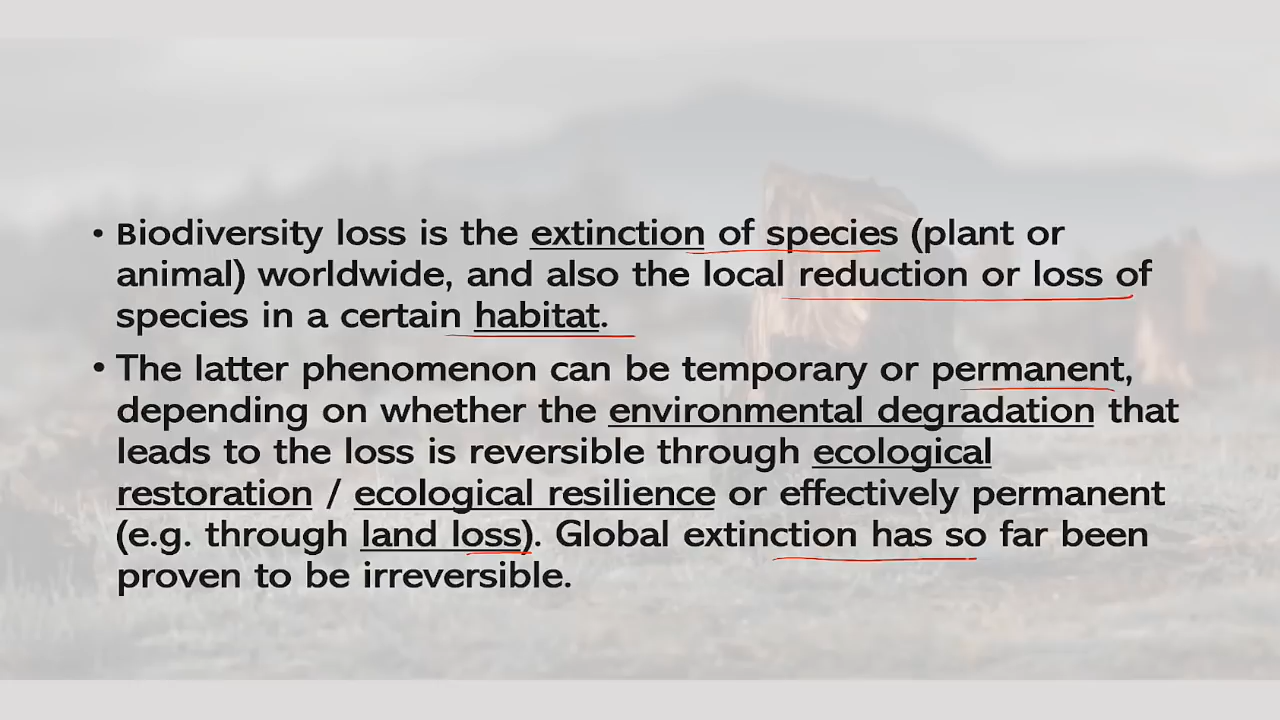 • Biodiversity loss is the extinction of species (plant or
animal) worldwide, and also the local reduction or loss of
species in a certain habitat.
• The latter phenomenon can be temporary or permanent,
depending on whether the environmental degradation that
leads to the loss is reversible through ecological
restoration / ecological resilience or effectively permanent
(e.g. through land loss). Global extinction has so far been
proven to be irreversible.